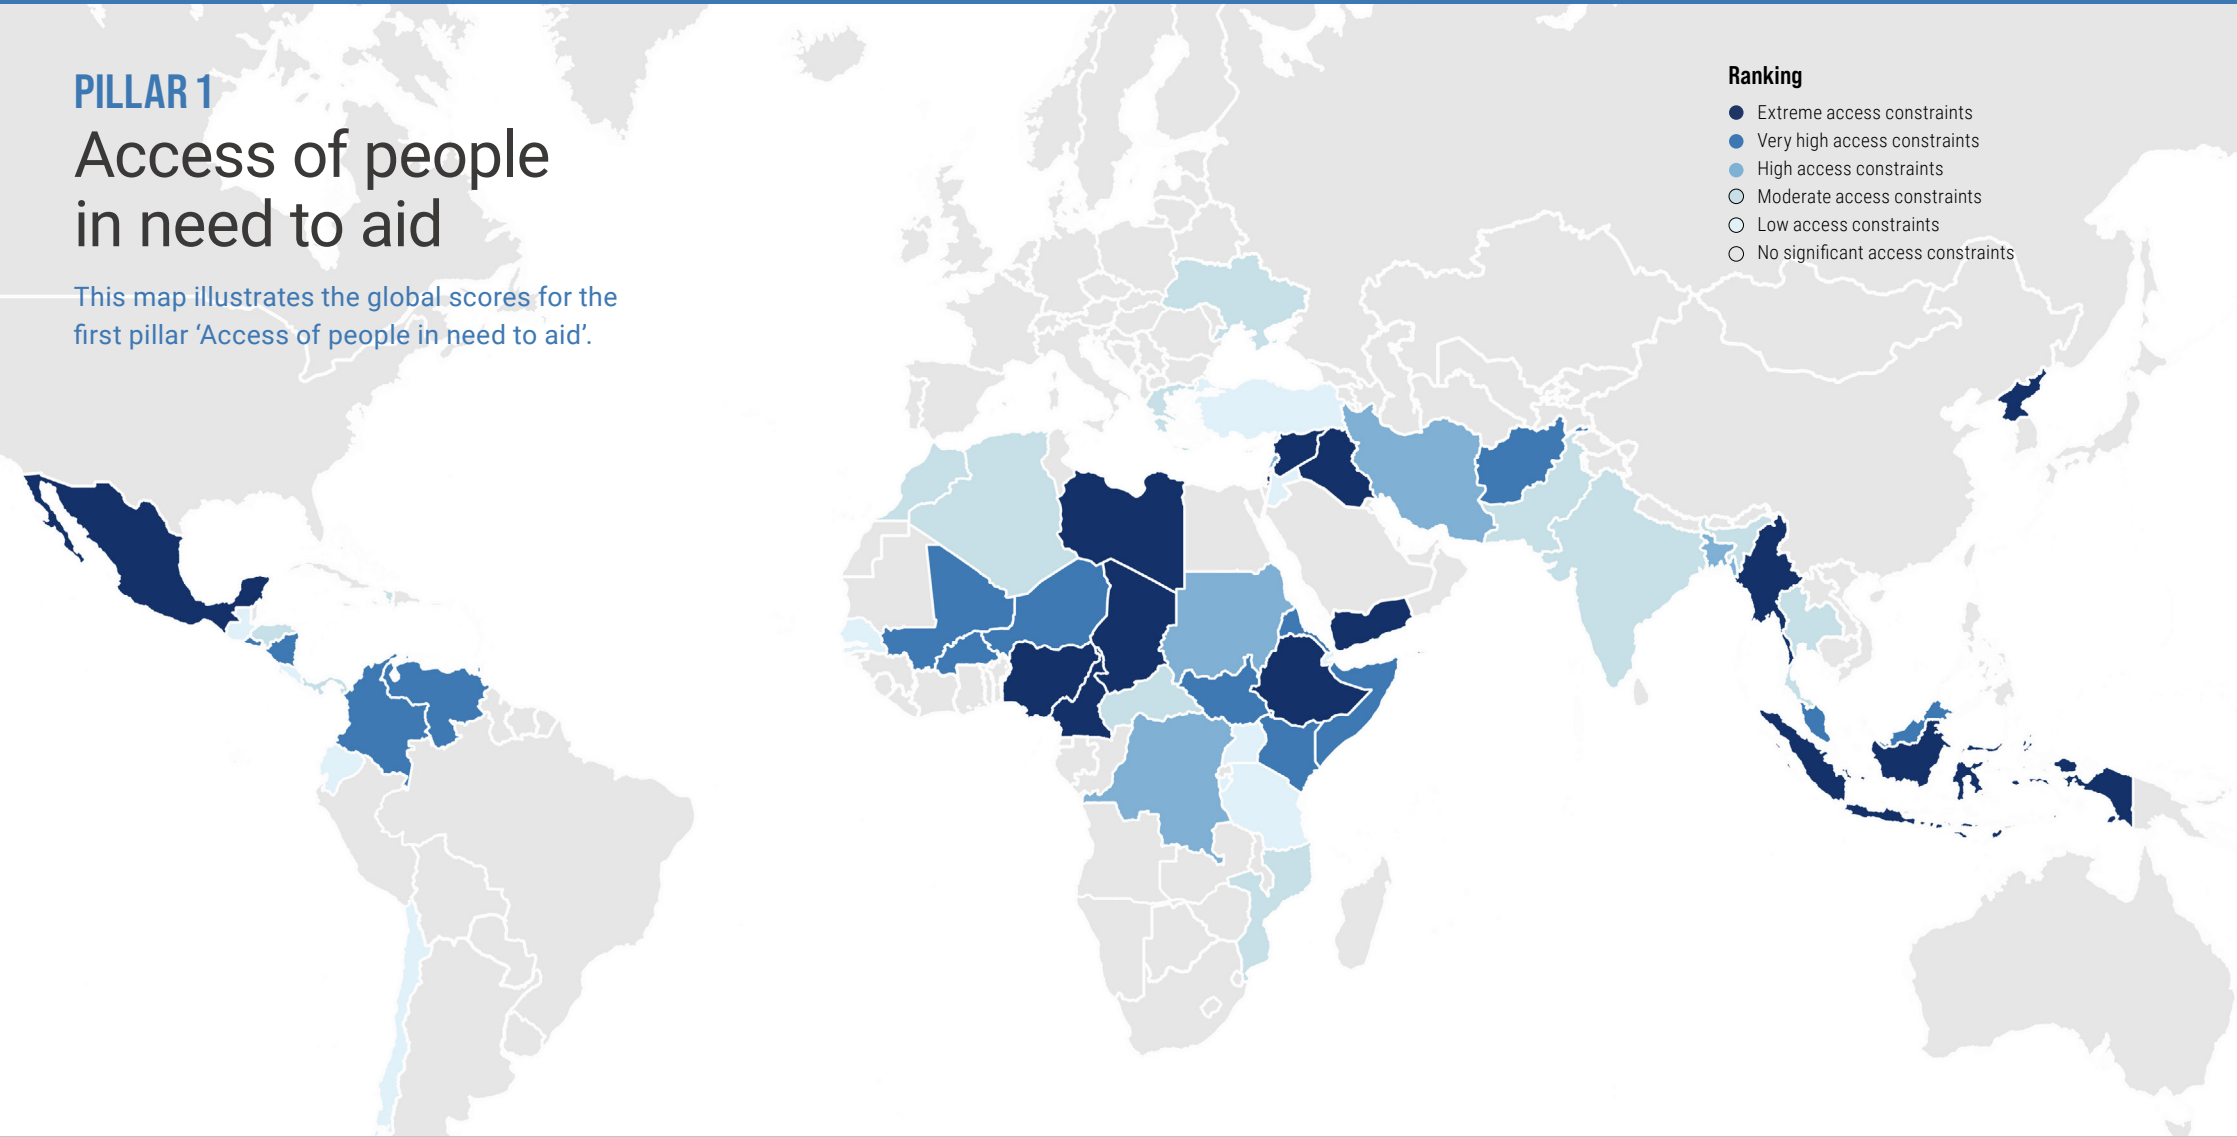 PILLAR 1
Access of people
in need to aid
This map illustrates the global scores for the
first pillar ‘Access of people in need to aid’.
Ranking
Extreme access constraints
Very high access constraints
High access constraints
Moderate access constraints
Low access constraints
No significant access constraints